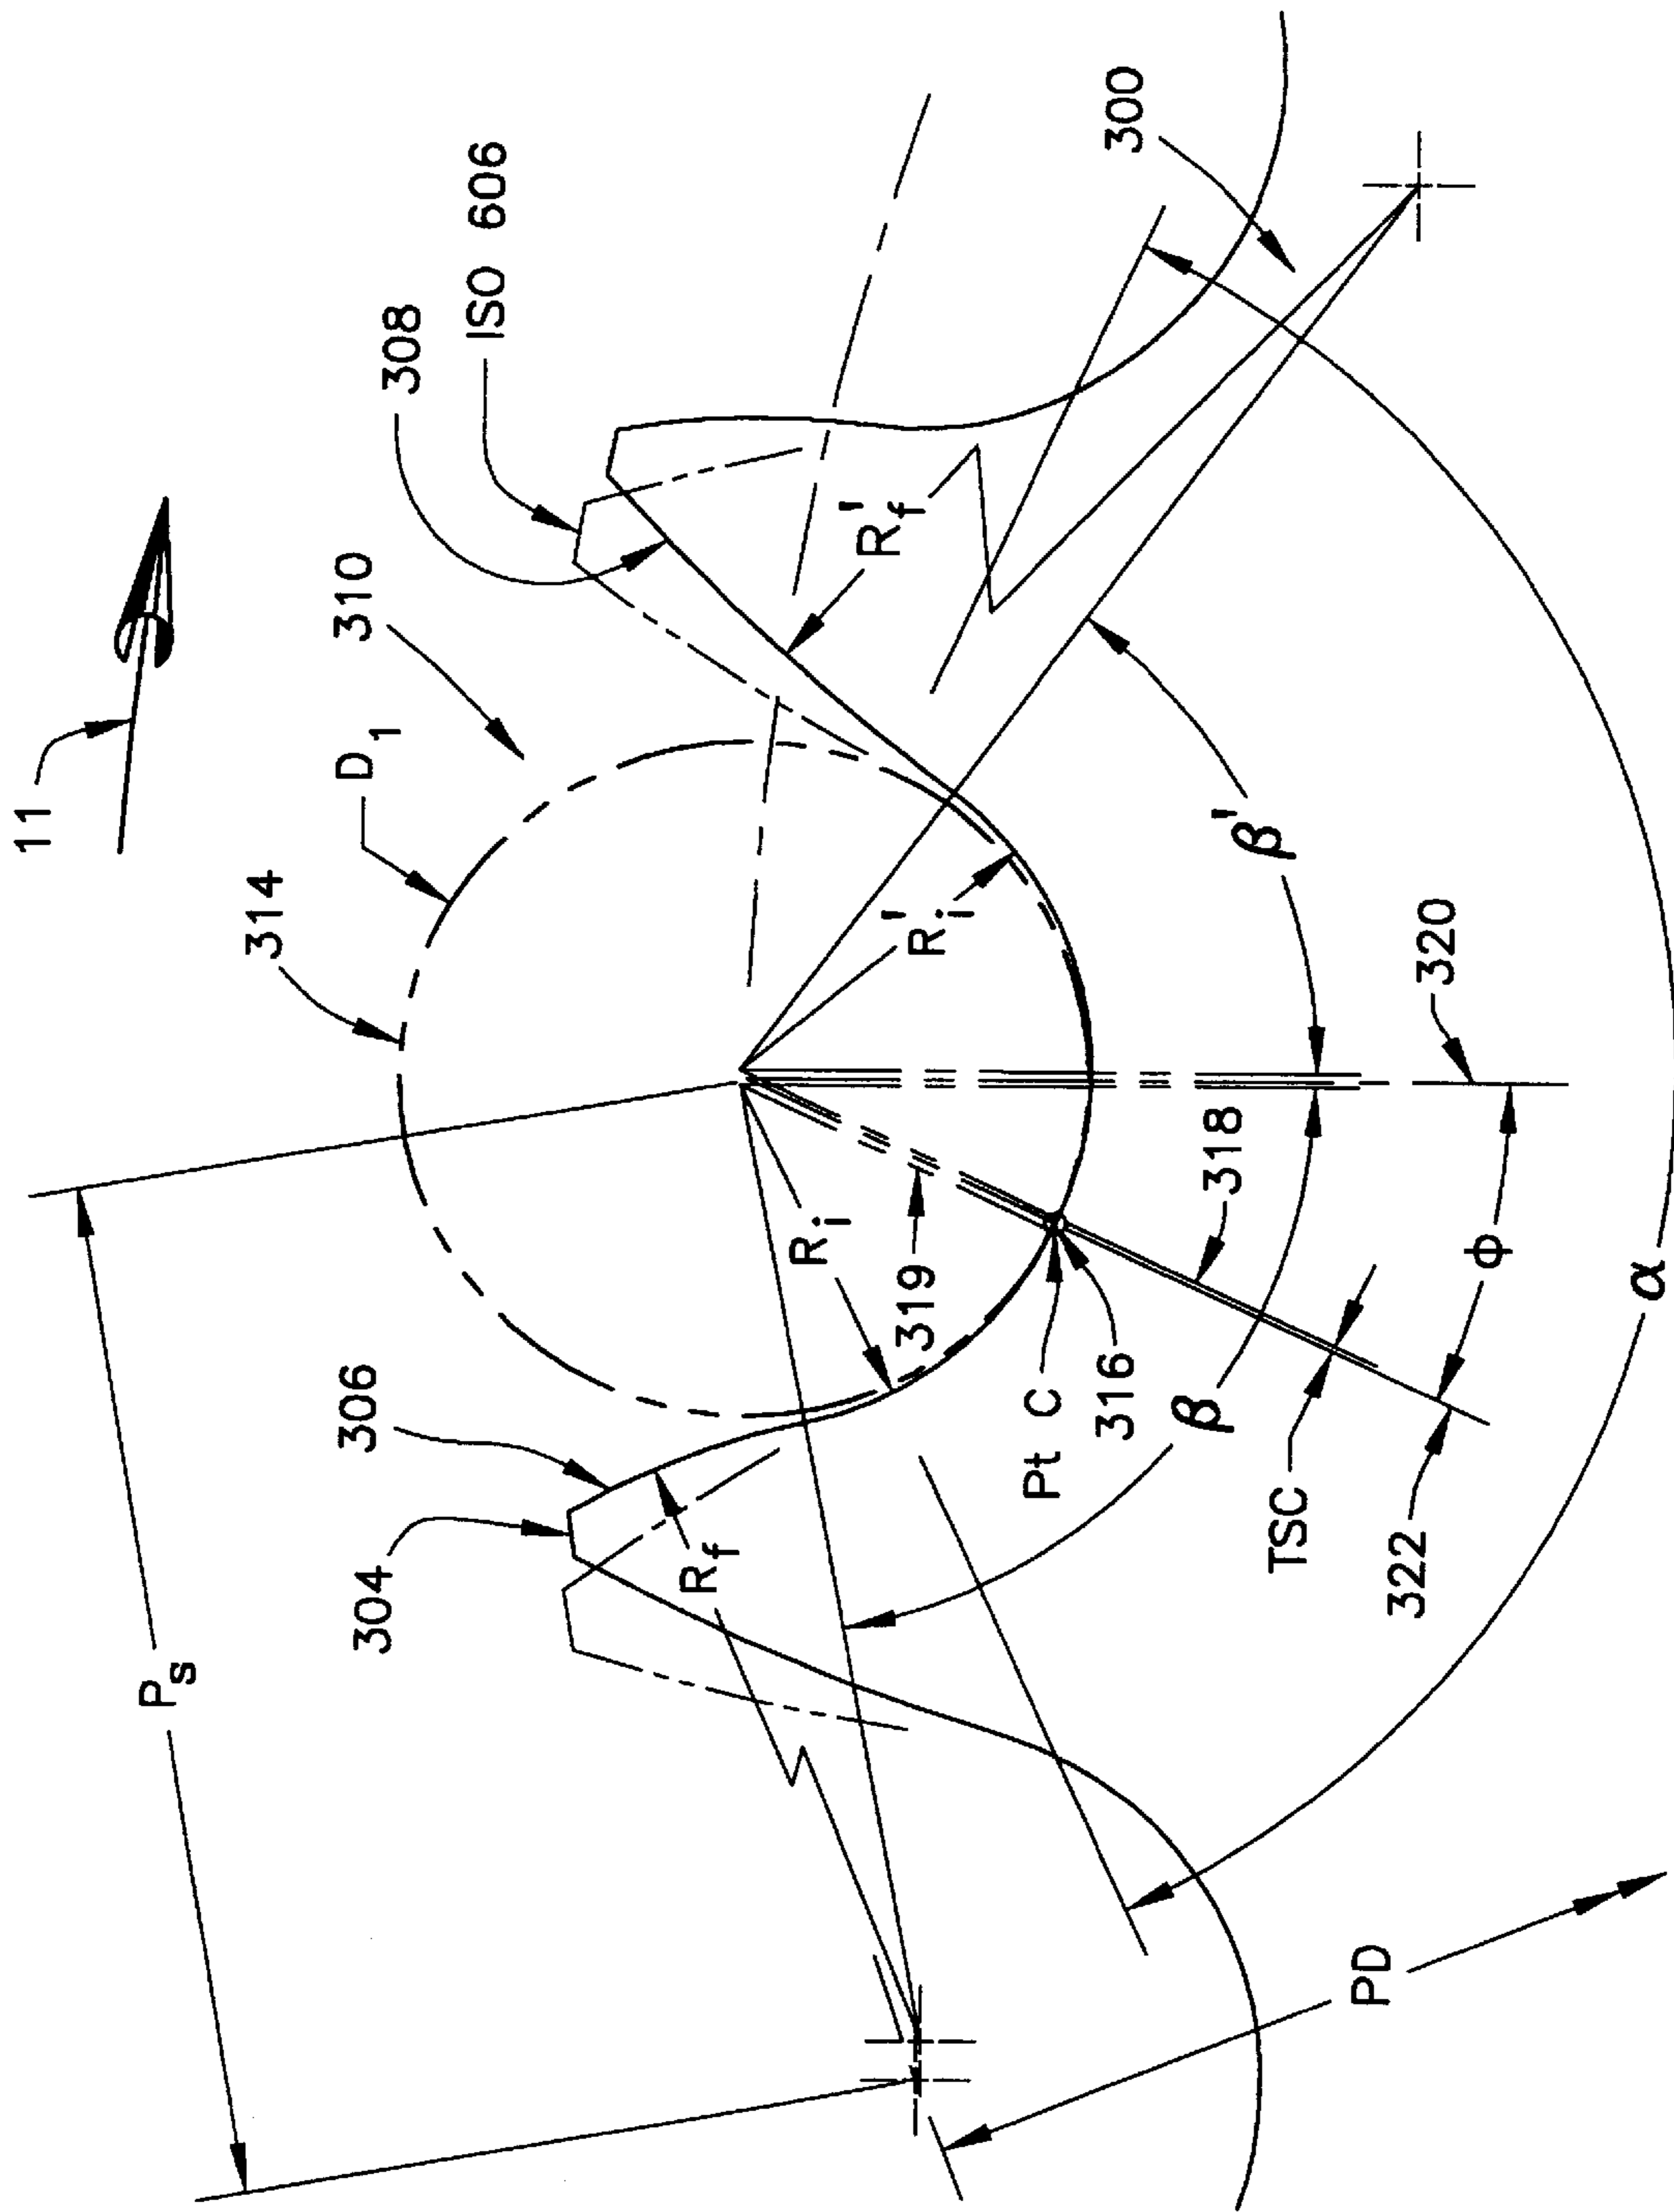 11
300
ISO 606
308
310
D1
314
R'f
R'i
β'
320
Ps
306
304
Rf
Ri
319
Pt C
316
318
β
TSC
322
ϕ
α
PD